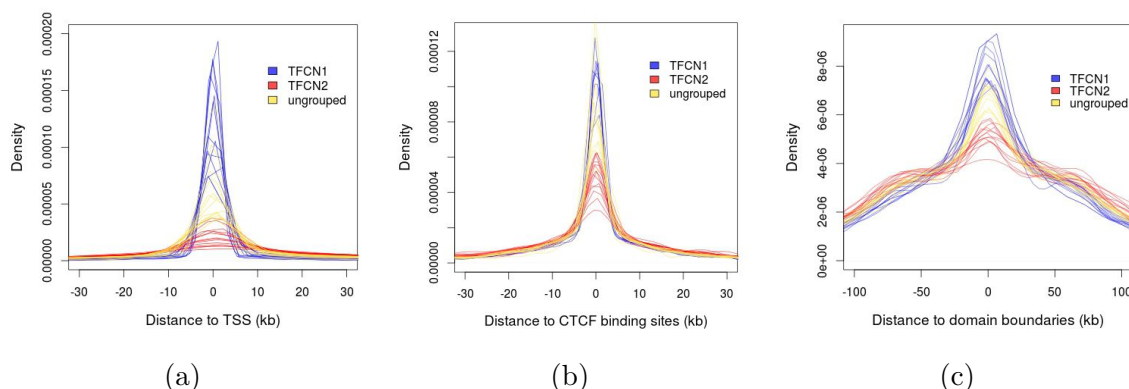 0.00000 0.00005 0.00010 0.00015 0.00020
Density
TFCN1
TFCN2
ungrouped
-30 -20 -10 0 10 20 30
Distance to TSS (kb)
(a)
0.00000 0.00004 0.00008 0.00012
Density
TFCN1
TFCN2
ungrouped
-30 -20 -10 0 10 20 30
Distance to CTCF binding sites (kb)
(b)
0e+00 2e-06 4e-06 6e-06 8e-06
Density
TFCN1
TFCN2
ungrouped
-100 -50 0 50 100
Distance to domain boundaries (kb)
(c)